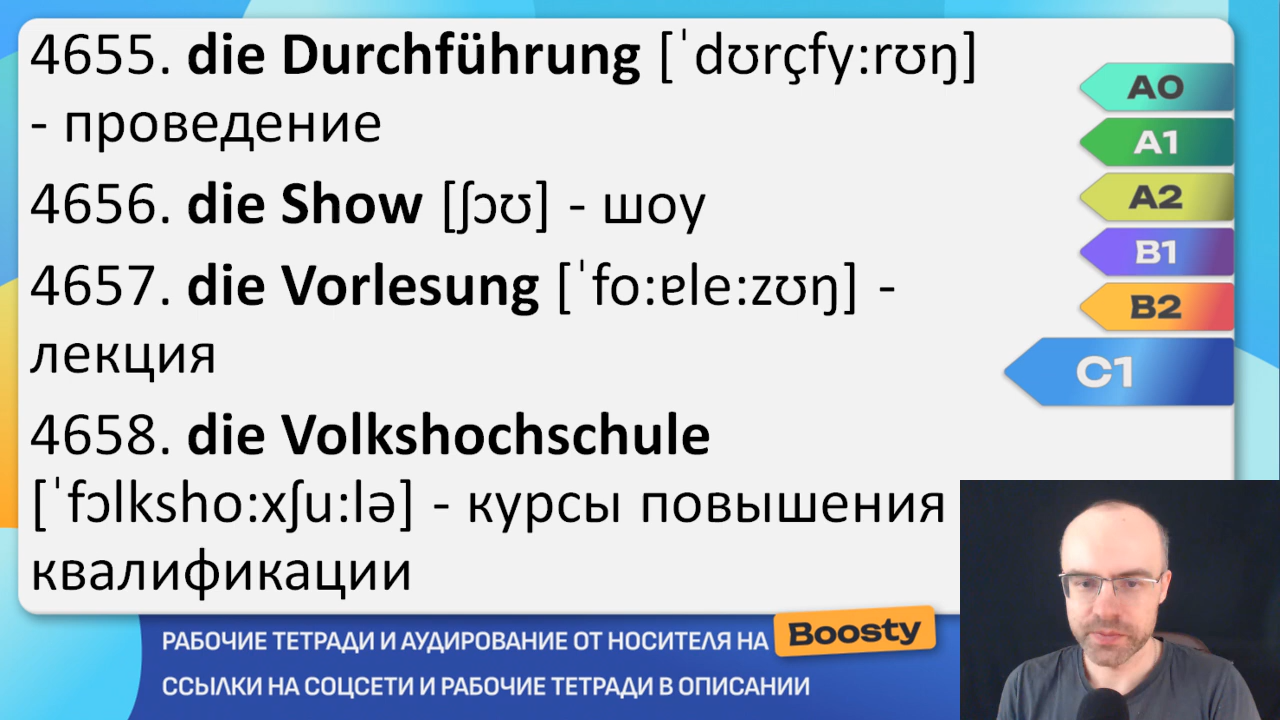 4655. die Durchführung [ˈdʊrçfy:rʊŋ]
- проведение
4656. die Show [ʃɔʊ] - шоу
4657. die Vorlesung [ˈfo:ɐle:zʊŋ] -
лекция
4658. die Volkshochschule
[ˈfɔlksho:xʃu:lə] - курсы повышения
квалификации
A0
A1
A2
B1
B2
C1
РАБОЧИЕ ТЕТРАДИ И АУДИРОВАНИЕ ОТ НОСИТЕЛЯ НА Boosty
ССЫЛКИ НА СОЦСЕТИ И РАБОЧИЕ ТЕТРАДИ В ОПИСАНИИ